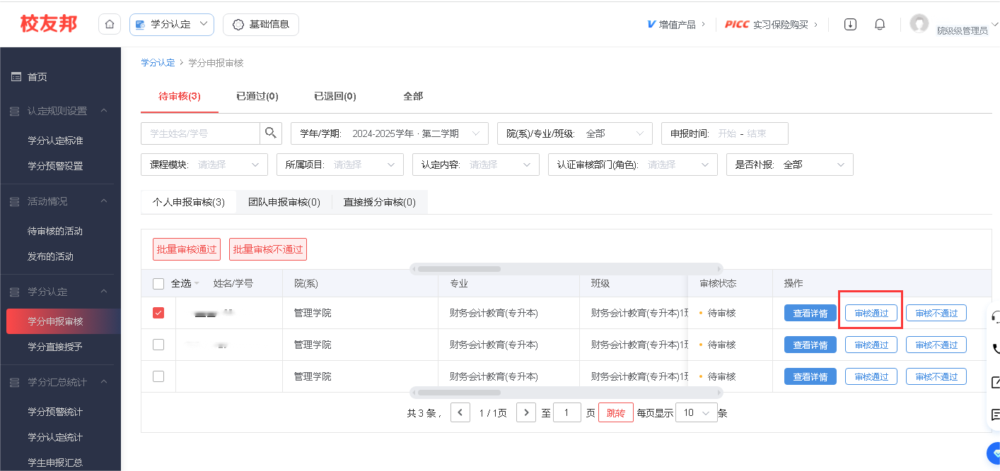 校友邦
学分认定
基础信息
增值产品
PICC 实习保险购买
院级级管理员
首页
认定规则设置
学分认定标准
学分预警设置
活动情况
待审核的活动
发布的活动
学分认定
学分申报审核
学分直接授予
学分汇总统计
学分预警统计
学分认定统计
学生申报汇总
学分认定 > 学分申报审核
待审核(3) 已通过(0) 已退回(0) 全部
学生姓名/学号 学年/学期: 2024-2025学年 · 第二学期 院(系)/专业/班级: 全部 申报时间: 开始 - 结束
课程模块: 请选择 所属项目: 请选择 认定内容: 请选择 认证审核部门(角色): 请选择 是否补报: 全部
个人申报审核(3) 团队申报审核(0) 直接授分审核(0)
批量审核通过 批量审核不通过
全选 姓名/学号 院(系) 专业 班级 审核状态 操作
管理学院 财务会计教育(专升本) 财务会计教育(专升本)1班 待审核 查看详情 审核通过 审核不通过
管理学院 财务会计教育(专升本) 财务会计教育(专升本)1班 待审核 查看详情 审核通过 审核不通过
管理学院 财务会计教育(专升本) 财务会计教育(专升本)1班 待审核 查看详情 审核通过 审核不通过
共 3 条， 1 / 1页 至 1 页 跳转 每页显示 10 条